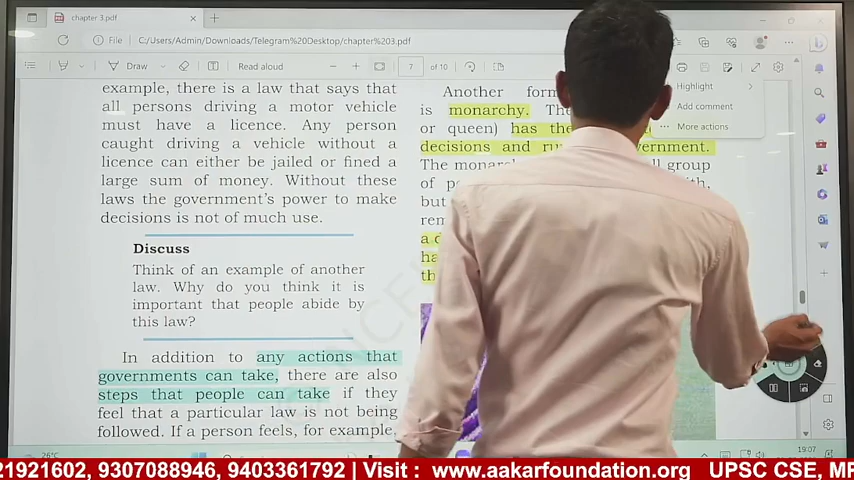 chapter 3.pdf
File
C:/Users/Admin/Downloads/Telegram%20Desktop/chapter%203.pdf
Draw
Read aloud
7
of 10
example, there is a law that says that
all persons driving a motor vehicle
must have a licence. Any person
caught driving a vehicle without a
licence can either be jailed or fined a
large sum of money. Without these
laws the government's power to make
decisions is not of much use.
Discuss
Think of an example of another
law. Why do you think it is
important that people abide by
this law?
In addition to any actions that
governments can take, there are also
steps that people can take if they
feel that a particular law is not being
followed. If a person feels, for example,
Another
is monarchy.
or queen) has
decisions and
The
of
but
Highlight
Add comment
More actions
26°C
19:07
21921602, 9307088946, 9403361792 | Visit : www.aakarfoundation.org UPSC CSE,